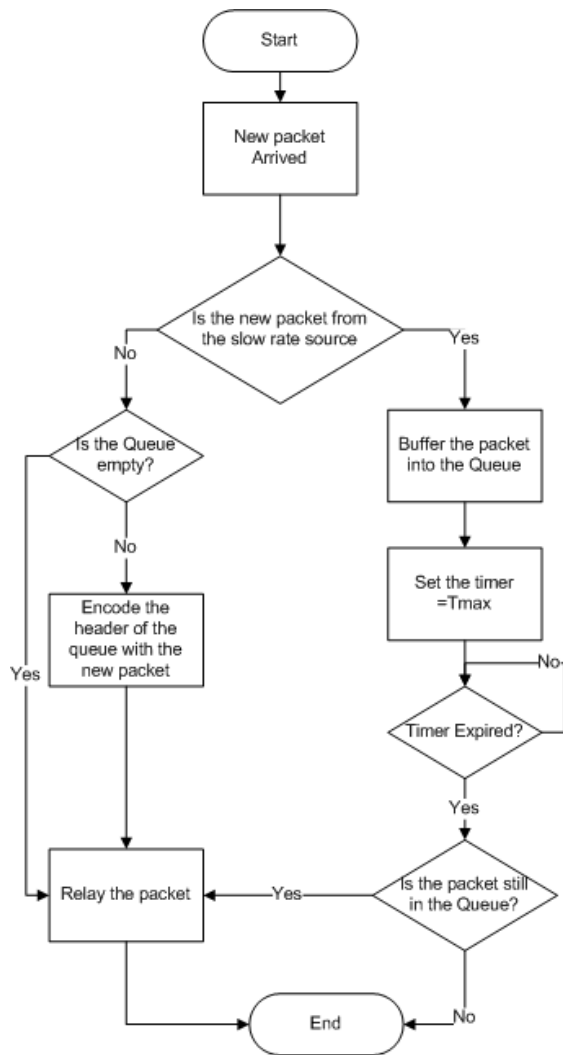 Start
New packet
Arrived
Is the new packet from
the slow rate source
No
Yes
Is the Queue
empty?
Buffer the packet
into the Queue
No
Set the timer
=Tmax
Encode the
header of the
queue with the
new packet
No
Yes
Timer Expired?
Yes
Relay the packet
Yes
Is the packet still
in the Queue?
No
End